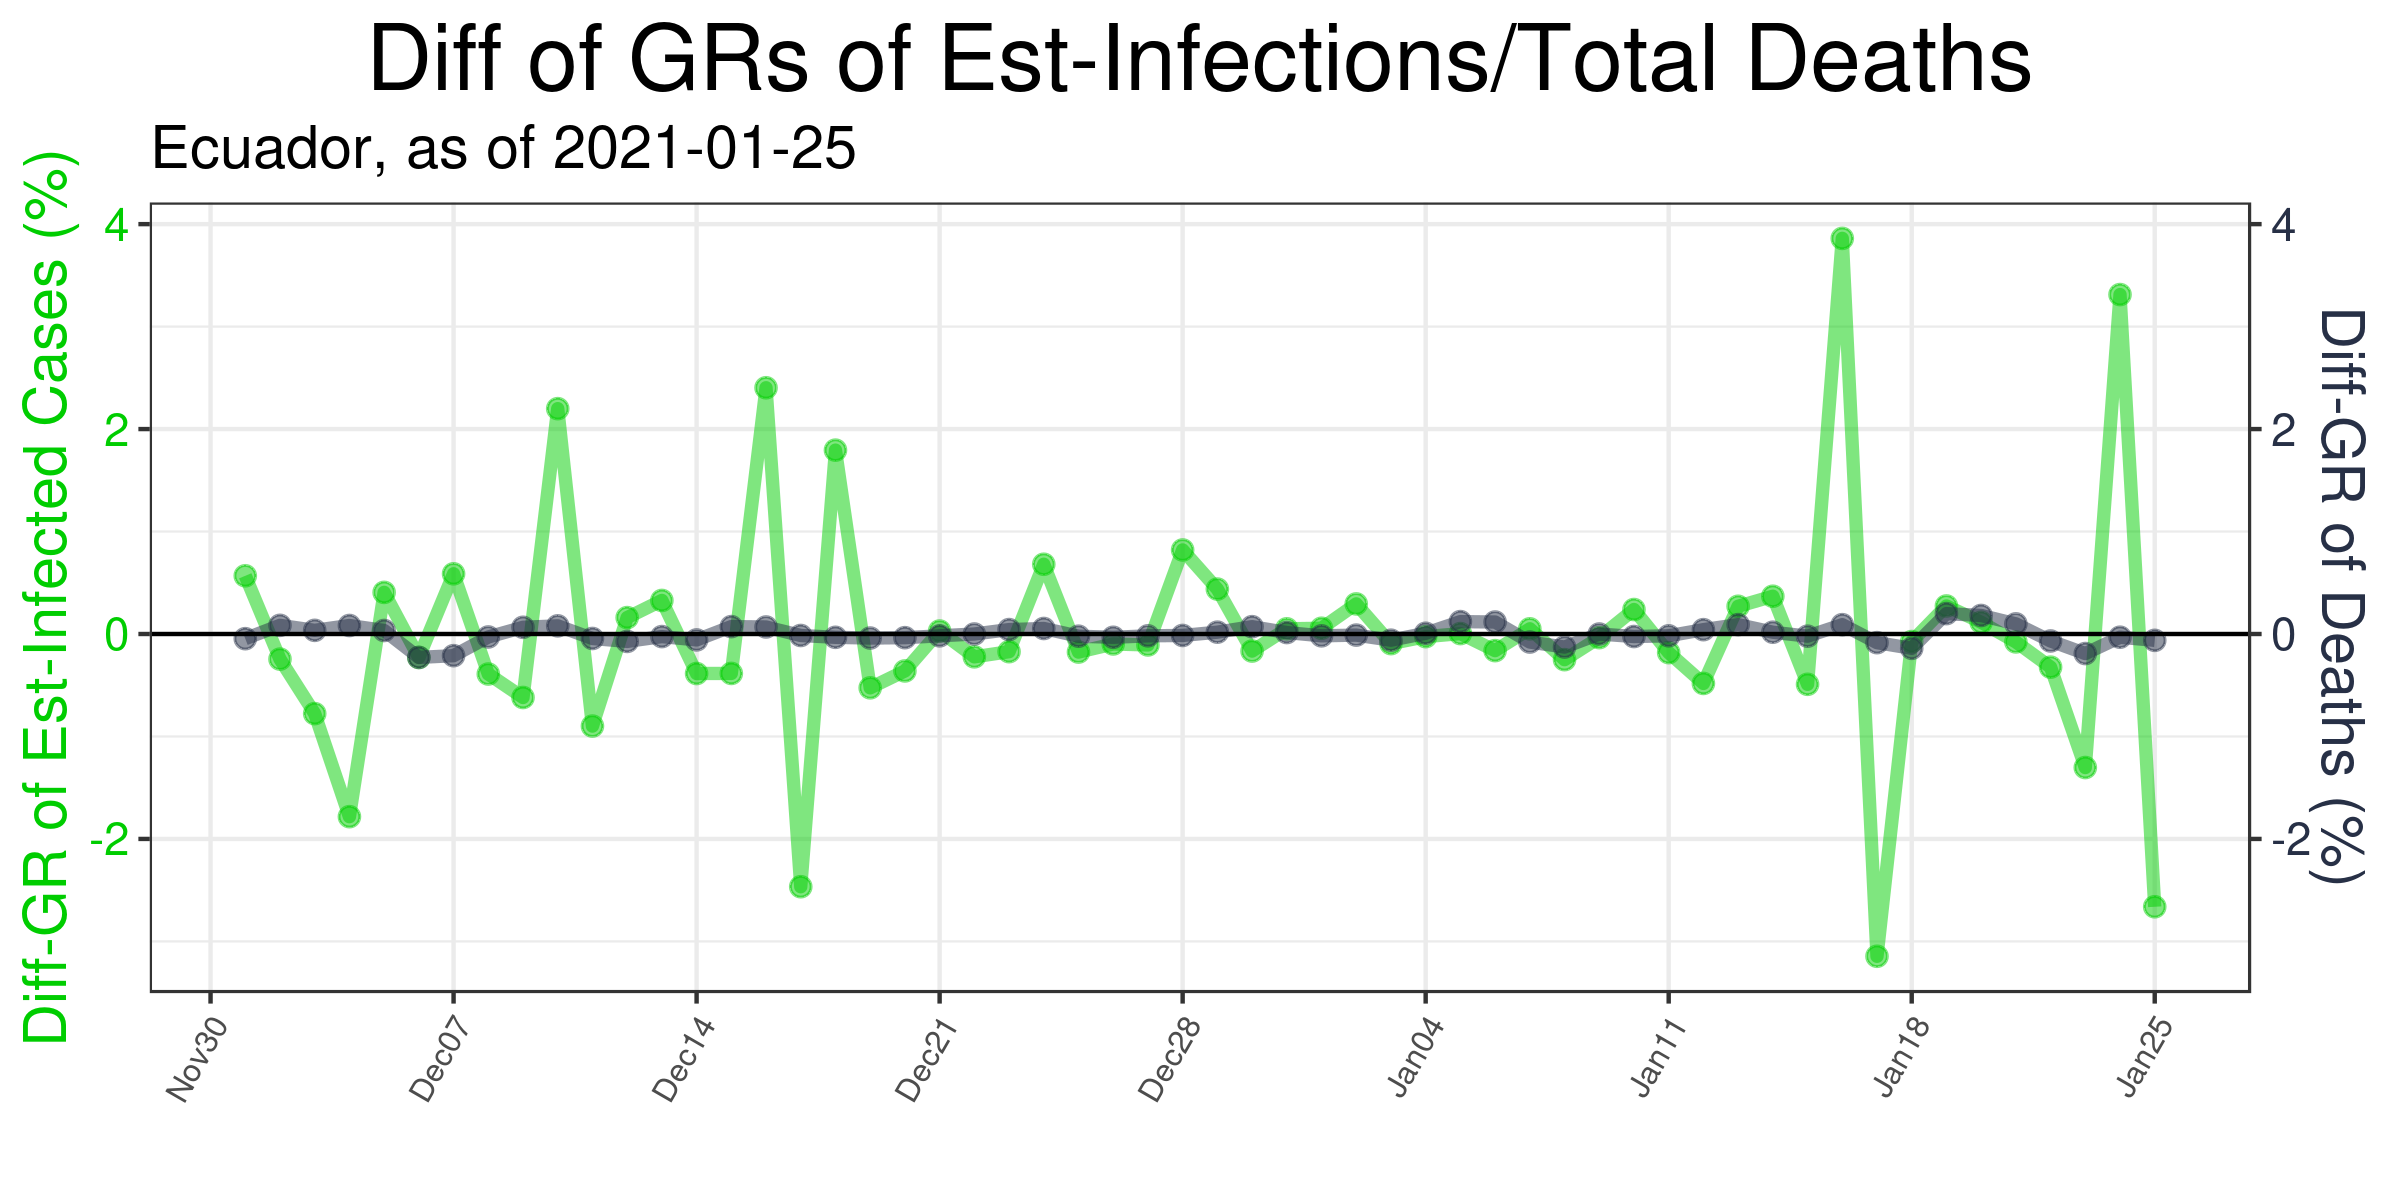 Diff of GRs of Est-Infections/Total Deaths
Ecuador, as of 2021-01-25
Diff-GR of Est-Infected Cases (%)
4
2
0
-2
4
2
0
-2
Diff-GR of Deaths (%)
Nov30
Dec07
Dec14
Dec21
Dec28
Jan04
Jan11
Jan18
Jan25